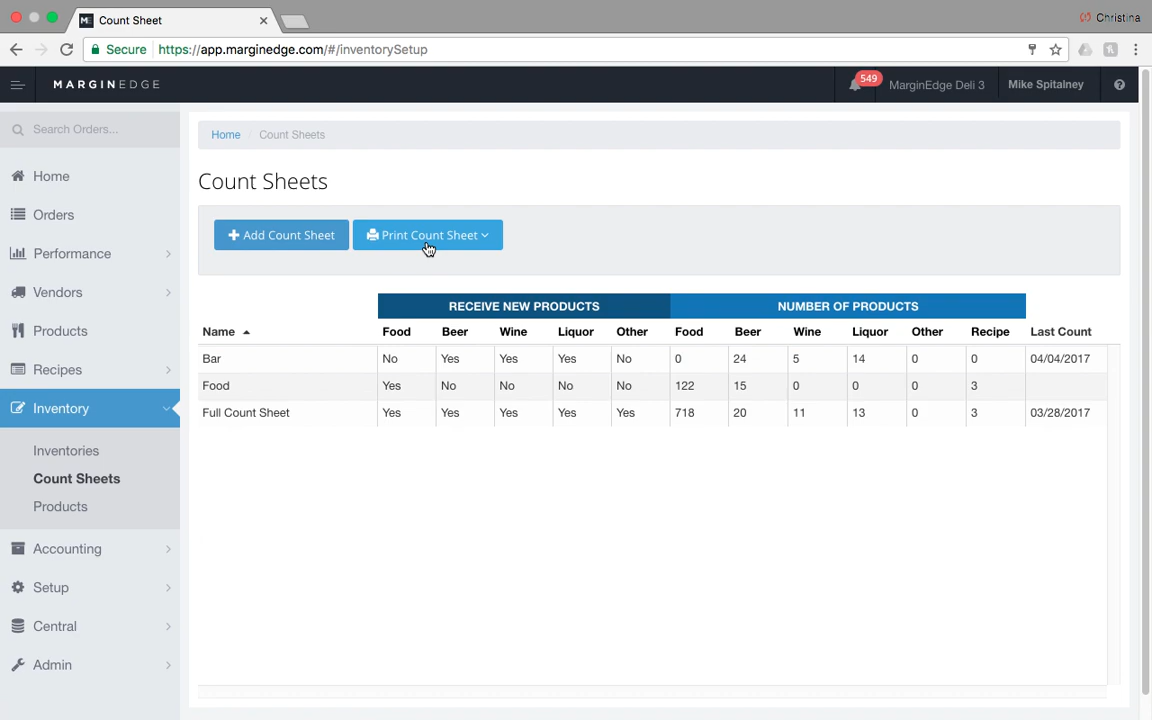 Count Sheet
Christina
Secure https://app.marginedge.com/#/inventorySetup
MARGINEDGE
549
MarginEdge Deli 3
Mike Spitalney
Search Orders...
Home / Count Sheets
Home
Orders
Performance
Vendors
Products
Recipes
Inventory
Inventories
Count Sheets
Products
Accounting
Setup
Central
Admin
Count Sheets
Add Count Sheet
Print Count Sheet
RECEIVE NEW PRODUCTS NUMBER OF PRODUCTS
Name Food Beer Wine Liquor Other Food Beer Wine Liquor Other Recipe Last Count
Bar No Yes Yes Yes No 0 24 5 14 0 0 04/04/2017
Food Yes No No No No 122 15 0 0 0 3
Full Count Sheet Yes Yes Yes Yes Yes 718 20 11 13 0 3 03/28/2017